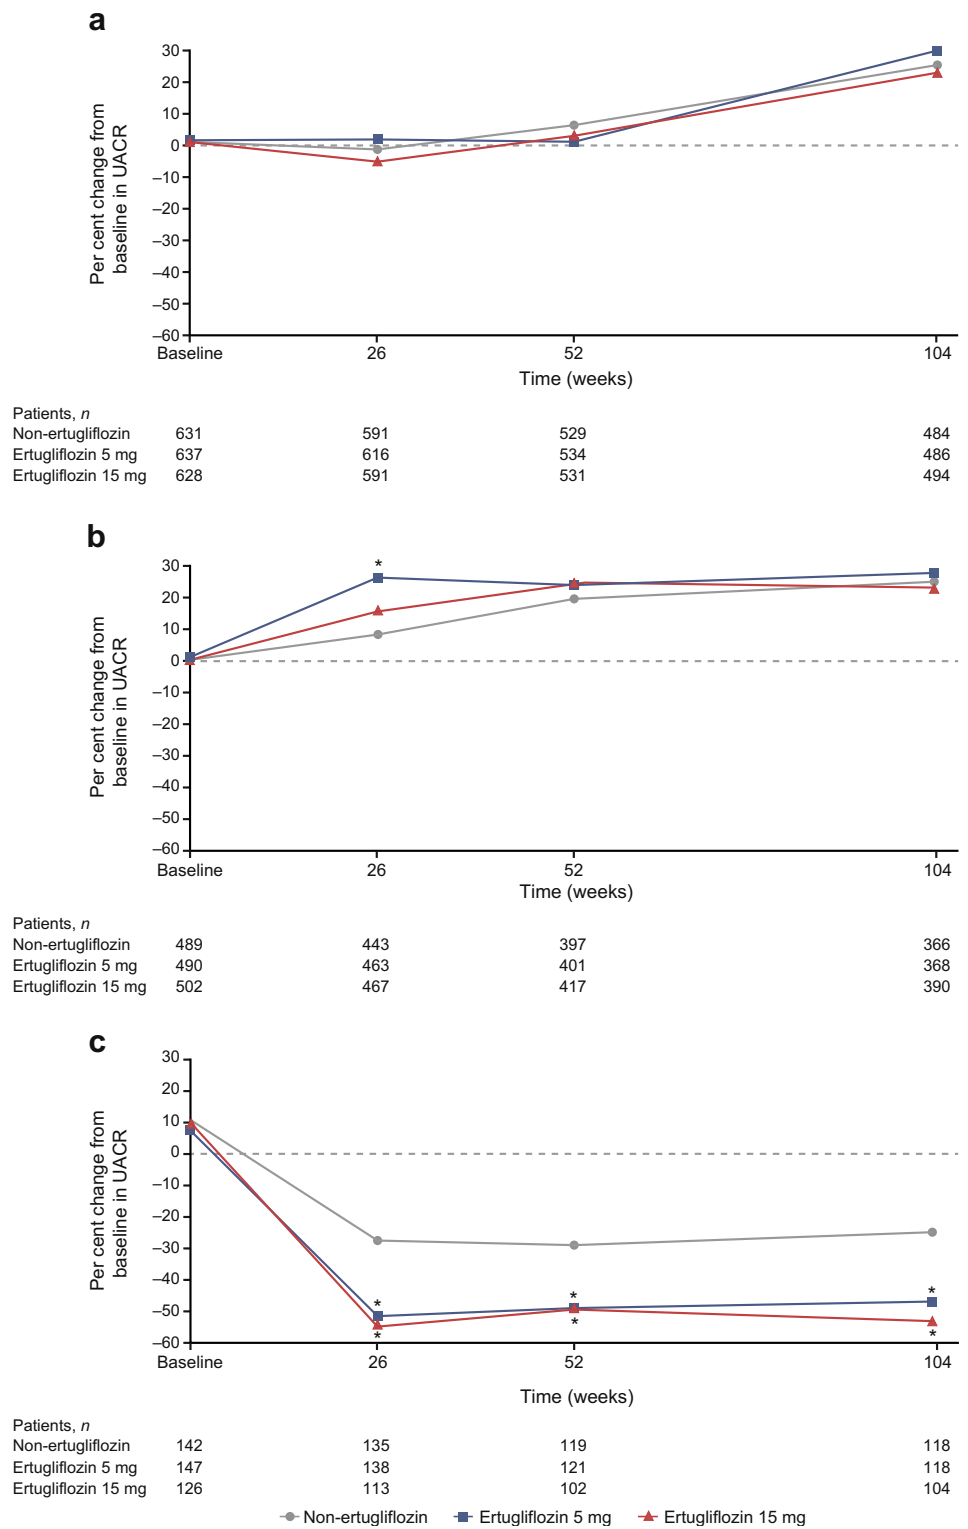 a
30
20
10
0
–10
–20
–30
–40
–50
–60
Per cent change from
baseline in UACR
Baseline 26 52 104
Time (weeks)
Patients, n
Non-ertugliflozin 631 591 529 484
Ertugliflozin 5 mg 637 616 534 486
Ertugliflozin 15 mg 628 591 531 494
b
*
30
20
10
0
–10
–20
–30
–40
–50
–60
Per cent change from
baseline in UACR
Baseline 26 52 104
Time (weeks)
Patients, n
Non-ertugliflozin 489 443 397 366
Ertugliflozin 5 mg 490 463 401 368
Ertugliflozin 15 mg 502 467 417 390
c
30
20
10
0
–10
–20
–30
–40
–50
–60
Per cent change from
baseline in UACR
* * *
* * *
Baseline 26 52 104
Time (weeks)
Patients, n
Non-ertugliflozin 142 135 119 118
Ertugliflozin 5 mg 147 138 121 118
Ertugliflozin 15 mg 126 113 102 104
Non-ertugliflozin Ertugliflozin 5 mg Ertugliflozin 15 mg